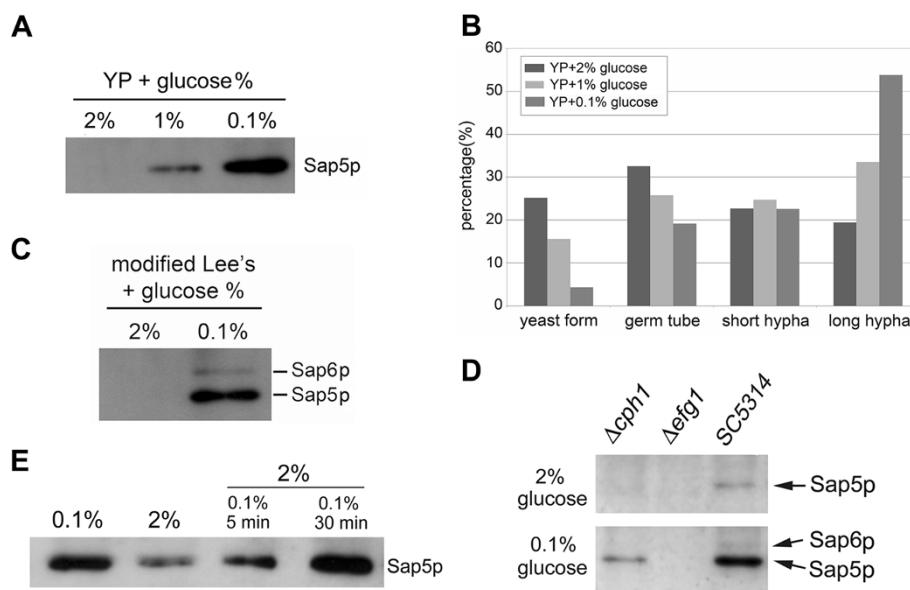 A
YP + glucose %
2% 1% 0.1%
Sap5p
B
60
50
40
30
20
10
0
percentage(%)
YP+2% glucose
YP+1% glucose
YP+0.1% glucose
yeast form germ tube short hypha long hypha
C
modified Lee's
+ glucose %
2% 0.1%
Sap6p
Sap5p
D
Δcph1 Δefg1 SC5314
2%
glucose
Sap5p
0.1%
glucose
Sap6p
Sap5p
E
2%
0.1% 2% 0.1% 0.1%
5 min 30 min
Sap5p